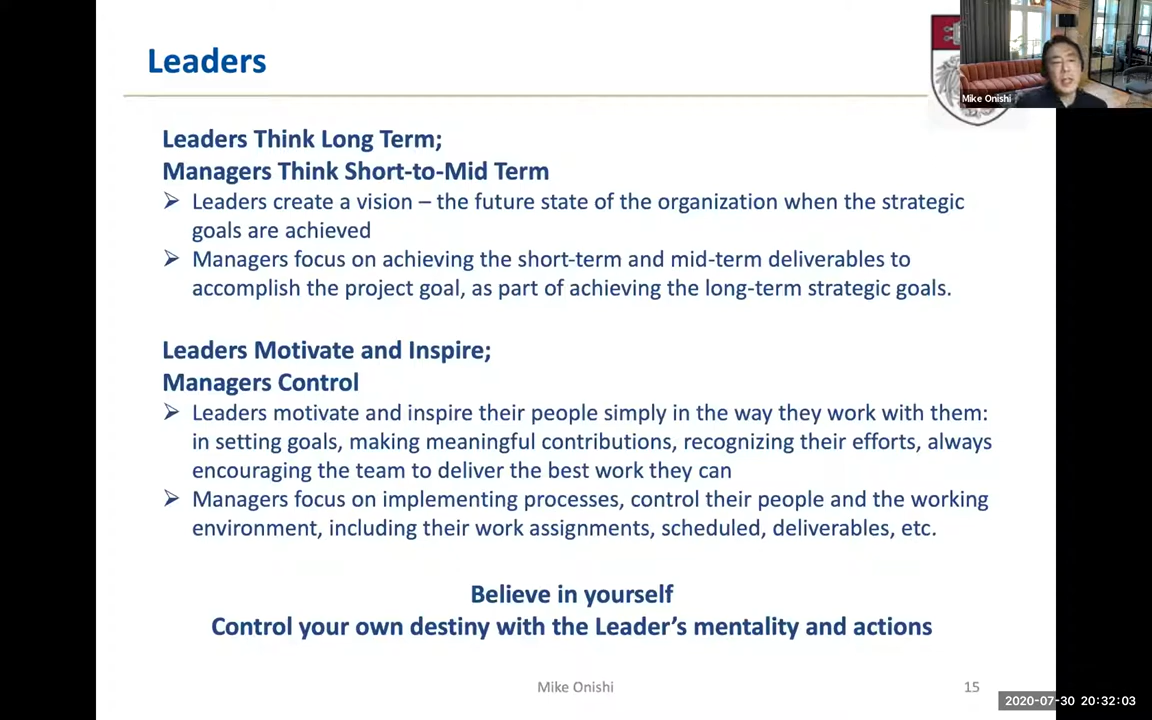 Leaders
Mike Onishi
Leaders Think Long Term;
Managers Think Short-to-Mid Term
➢ Leaders create a vision – the future state of the organization when the strategic
goals are achieved
➢ Managers focus on achieving the short-term and mid-term deliverables to
accomplish the project goal, as part of achieving the long-term strategic goals.
Leaders Motivate and Inspire;
Managers Control
➢ Leaders motivate and inspire their people simply in the way they work with them:
in setting goals, making meaningful contributions, recognizing their efforts, always
encouraging the team to deliver the best work they can
➢ Managers focus on implementing processes, control their people and the working
environment, including their work assignments, scheduled, deliverables, etc.
Believe in yourself
Control your own destiny with the Leader’s mentality and actions
Mike Onishi
15
2020-07-30 20:32:03